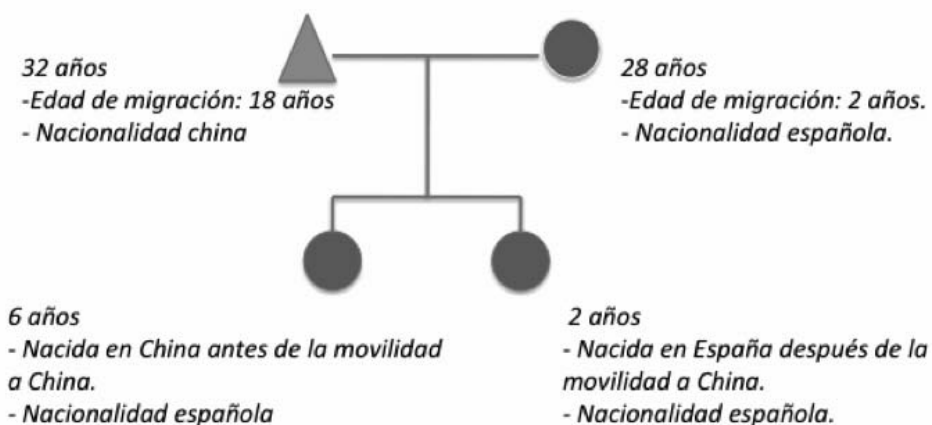 32 años
-Edad de migración: 18 años
- Nacionalidad china
28 años
-Edad de migración: 2 años.
- Nacionalidad española.
6 años
- Nacida en China antes de la movilidad
a China.
- Nacionalidad española
2 años
- Nacida en España después de la
movilidad a China.
- Nacionalidad española.